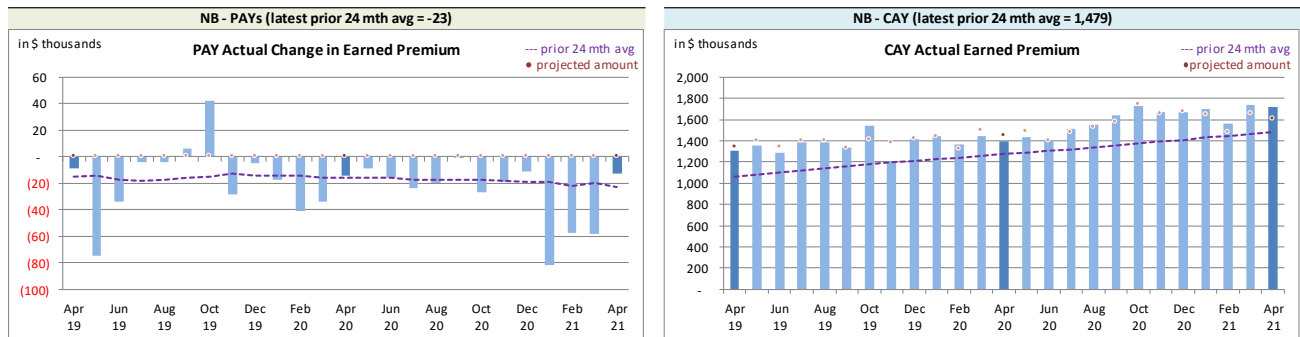 NB - PAYs (latest prior 24 mth avg = -23)
in $ thousands
PAY Actual Change in Earned Premium
--- prior 24 mth avg
• projected amount
60
40
20
-
(20)
(40)
(60)
(80)
(100)
Apr 19 Jun 19 Aug 19 Oct 19 Dec 19 Feb 20 Apr 20 Jun 20 Aug 20 Oct 20 Dec 20 Feb 21 Apr 21
NB - CAY (latest prior 24 mth avg = 1,479)
in $ thousands
CAY Actual Earned Premium
--- prior 24 mth avg
• projected amount
2,000
1,800
1,600
1,400
1,200
1,000
800
600
400
200
-
Apr 19 Jun 19 Aug 19 Oct 19 Dec 19 Feb 20 Apr 20 Jun 20 Aug 20 Oct 20 Dec 20 Feb 21 Apr 21